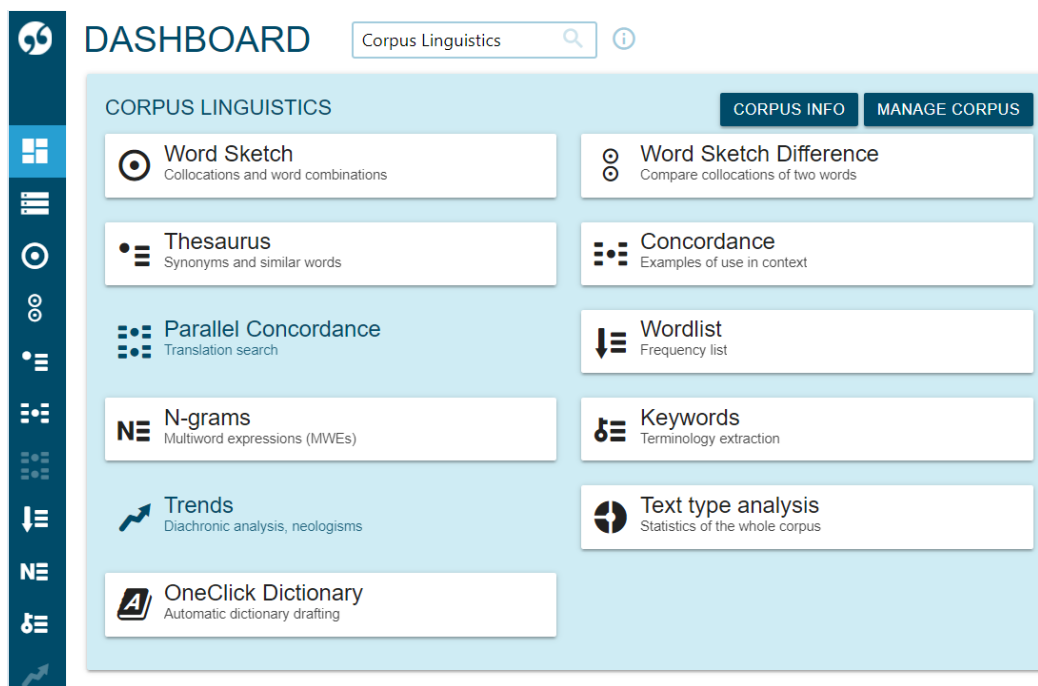 DASHBOARD
Corpus Linguistics
CORPUS LINGUISTICS
CORPUS INFO
MANAGE CORPUS
Word Sketch
Collocations and word combinations
Word Sketch Difference
Compare collocations of two words
Thesaurus
Synonyms and similar words
Concordance
Examples of use in context
Parallel Concordance
Translation search
Wordlist
Frequency list
N-grams
Multiword expressions (MWEs)
Keywords
Terminology extraction
Trends
Diachronic analysis, neologisms
Text type analysis
Statistics of the whole corpus
OneClick Dictionary
Automatic dictionary drafting